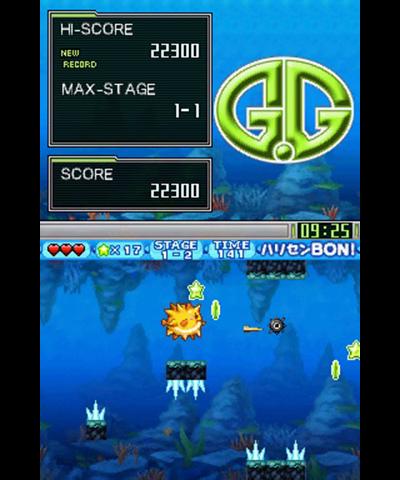 HI-SCORE
NEW
RECORD
22300
MAX-STAGE
1-1
G.G
SCORE
22300
09:25
×17
STAGE
1-2
TIME
141
ハリセンBON!